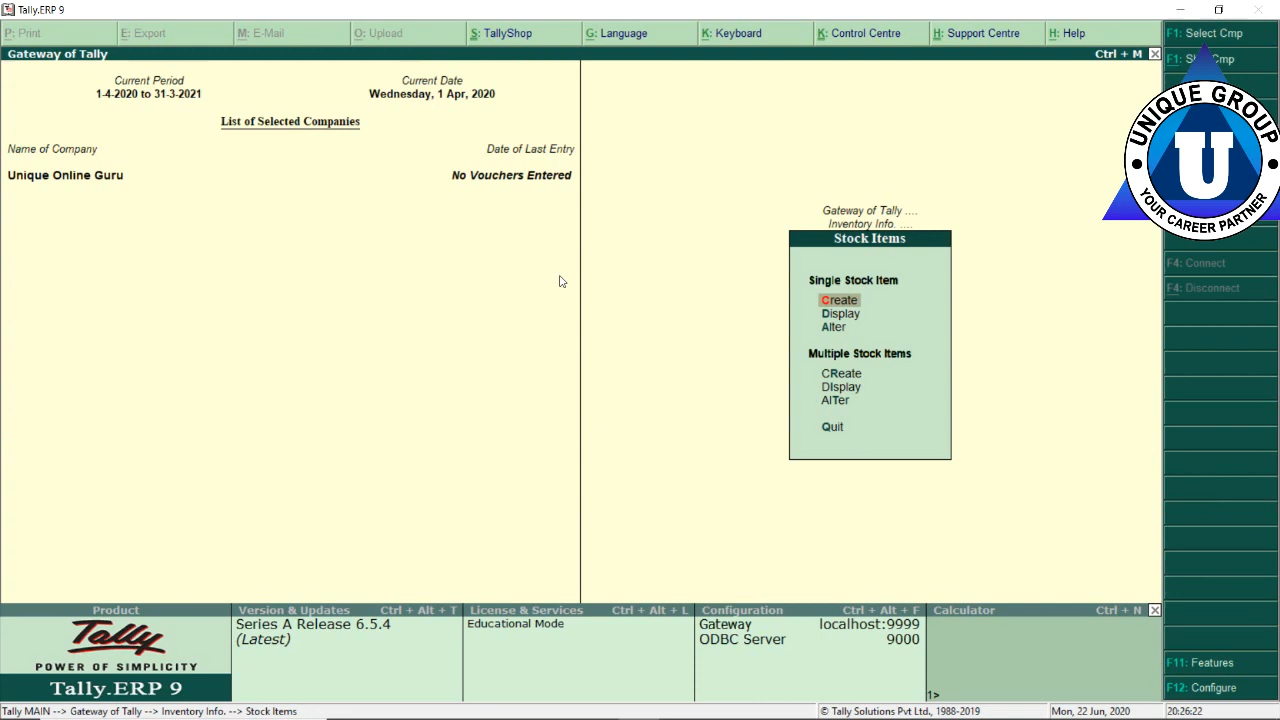 Tally.ERP 9
P: Print
E: Export
M: E-Mail
O: Upload
S: TallyShop
G: Language
K: Keyboard
K: Control Centre
H: Support Centre
H: Help
F1: Select Cmp
Gateway of Tally
Ctrl + M
Current Period
1-4-2020 to 31-3-2021
Current Date
Wednesday, 1 Apr, 2020
List of Selected Companies
Name of Company
Date of Last Entry
Unique Online Guru
No Vouchers Entered
Gateway of Tally ....
Inventory Info. ....
Stock Items
Single Stock Item
Create
Display
Alter
Multiple Stock Items
CReate
DIsplay
AlTer
Quit
F1:
Cmp
UNIQUE GROUP
U
YOUR CAREER PARTNER
F4: Connect
F4: Disconnect
F11: Features
F12: Configure
Product
Tally
POWER OF SIMPLICITY
Tally.ERP 9
Version & Updates Ctrl + Alt + T
Series A Release 6.5.4
(Latest)
License & Services Ctrl + Alt + L
Educational Mode
Configuration Ctrl + Alt + F
Gateway localhost:9999
ODBC Server 9000
Calculator Ctrl + N
1>
Tally MAIN --> Gateway of Tally --> Inventory Info. --> Stock Items
© Tally Solutions Pvt Ltd., 1988-2019
Mon, 22 Jun, 2020
20:26:22